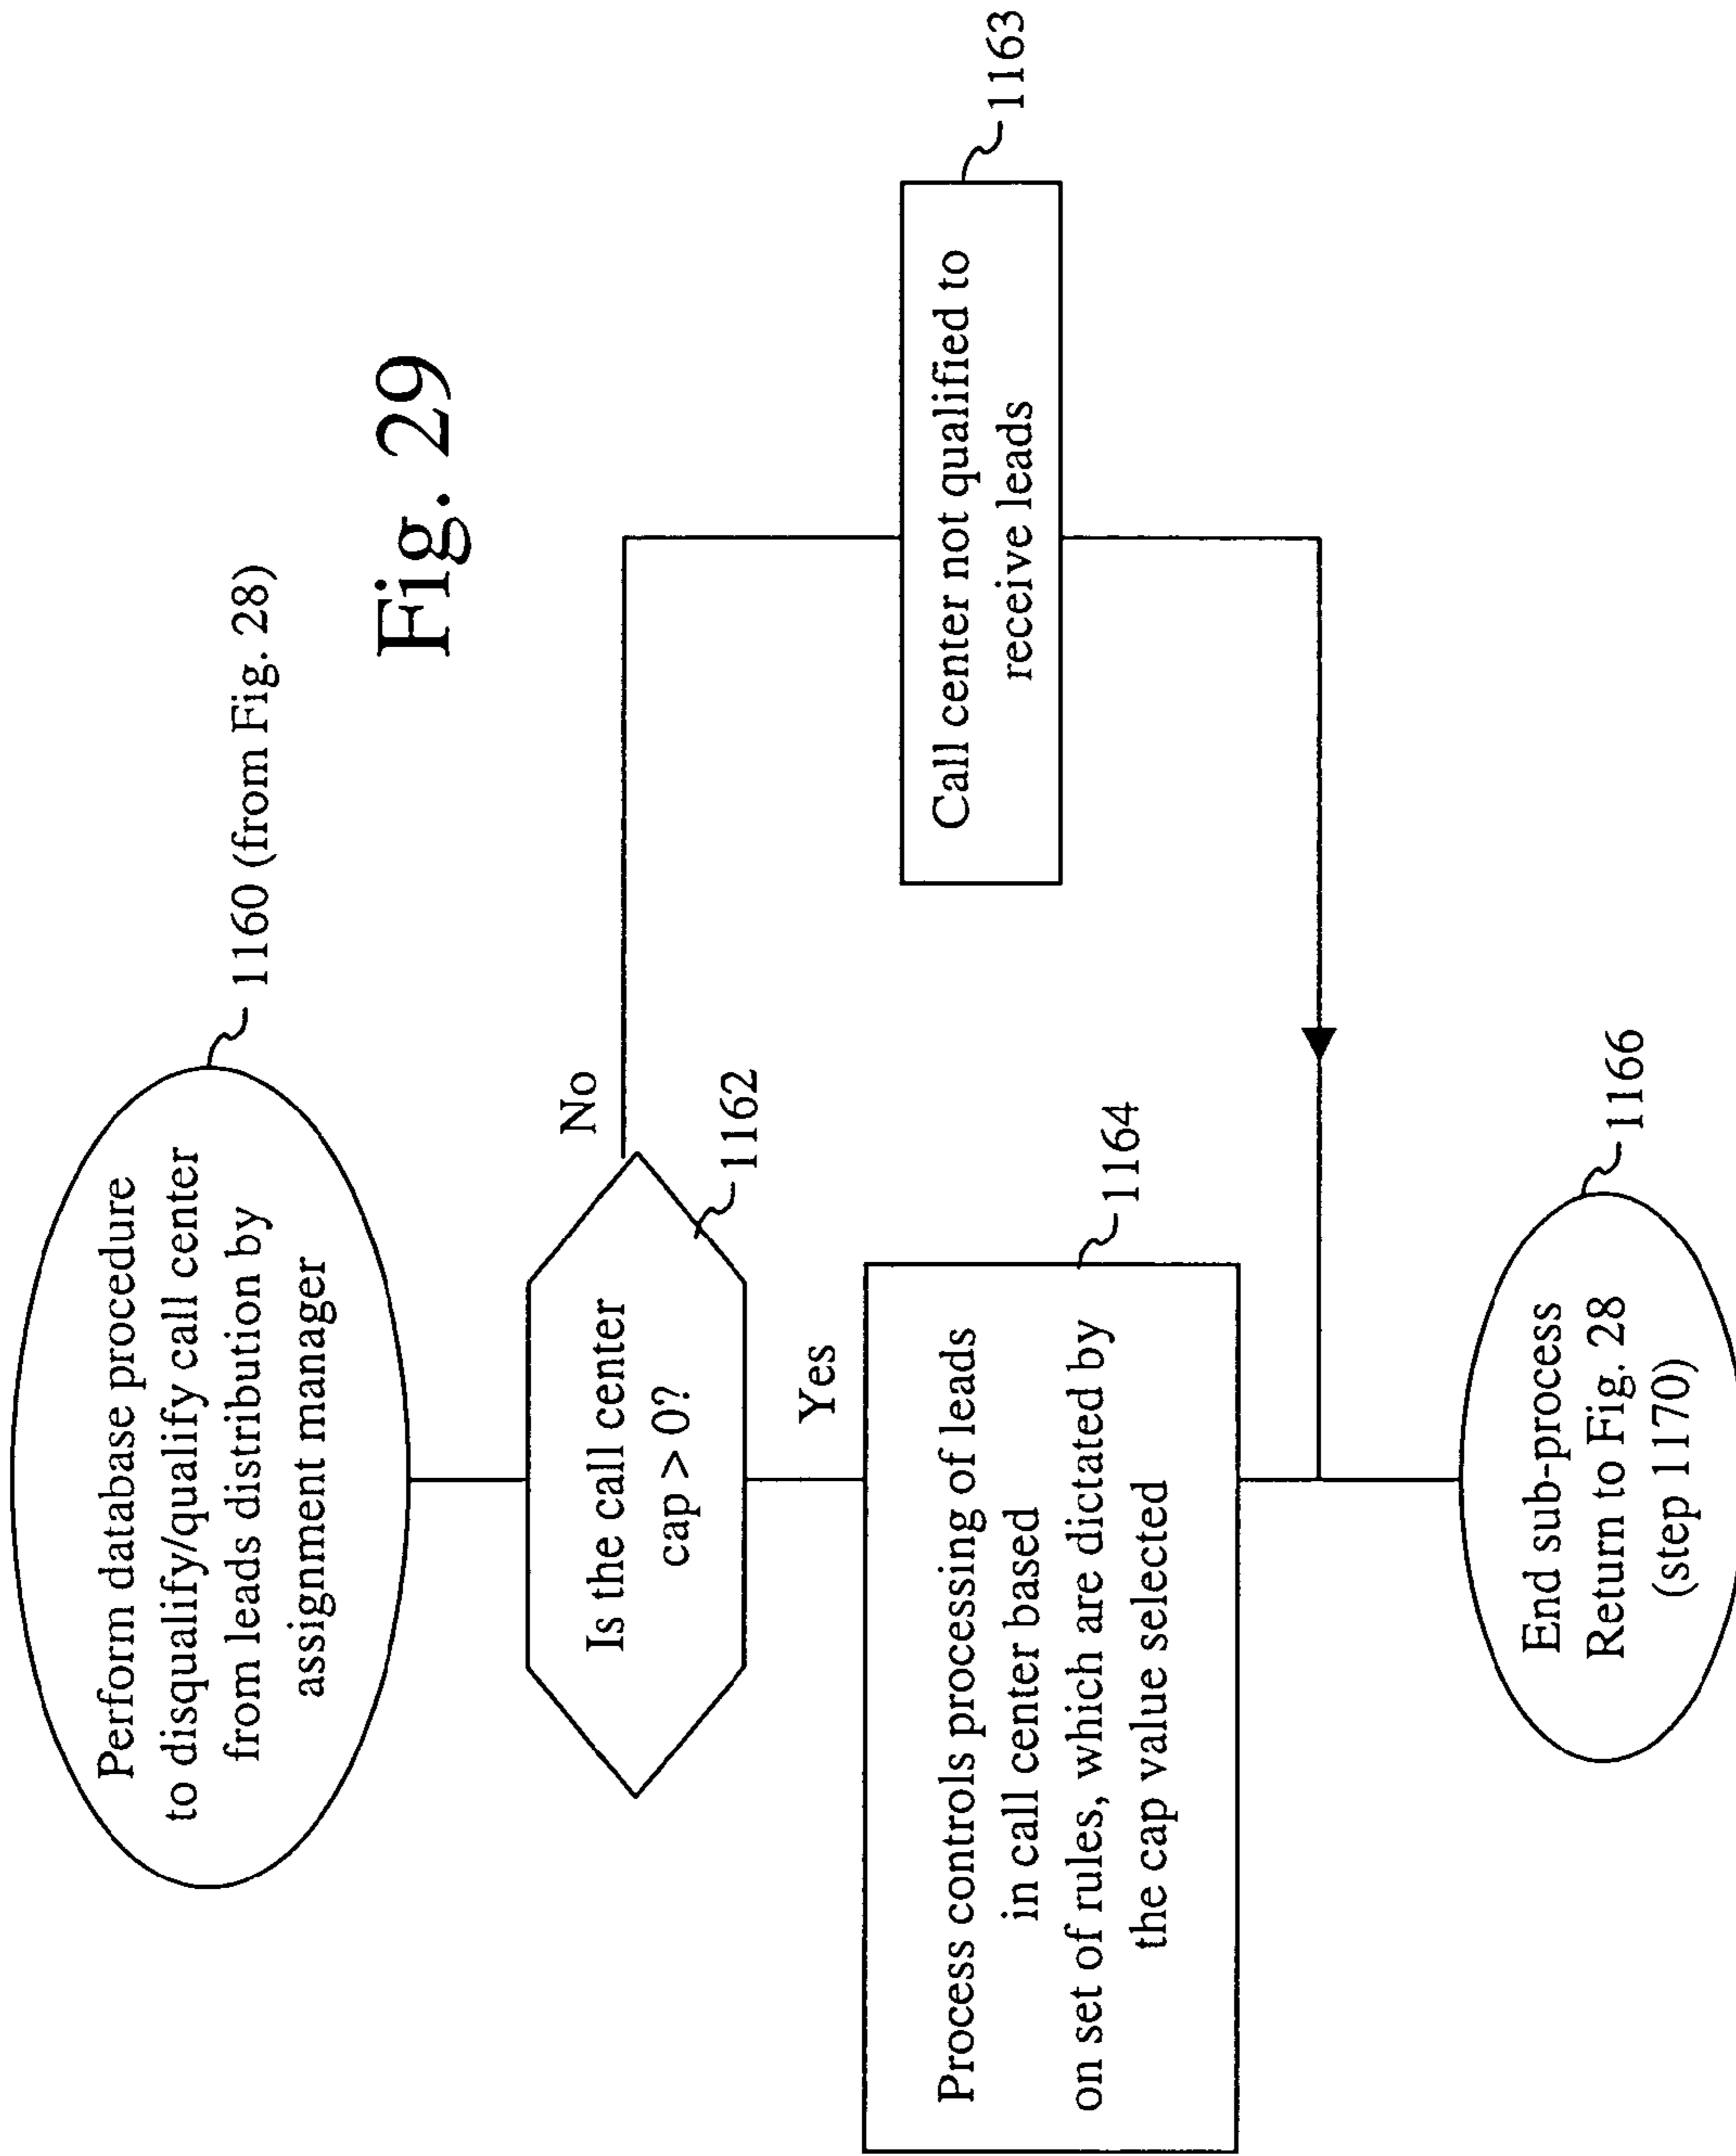 Perform database procedure
to disqualify/qualify call center
from leads distribution by
assignment manager
1160 (from Fig. 28)
Fig. 29
Is the call center
cap > 0?
No
1162
Yes
Call center not qualified to
receive leads
1163
Process controls processing of leads
in call center based
on set of rules, which are dictated by
the cap value selected
1164
End sub-process
Return to Fig. 28
(step 1170)
1166